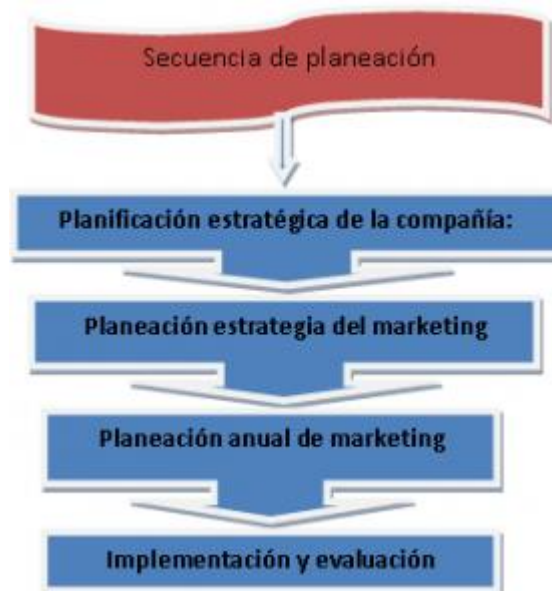 Secuencia de planeación
Planificación estratégica de la compañía:
Planeación estrategia del marketing
Planeación anual de marketing
Implementación y evaluación